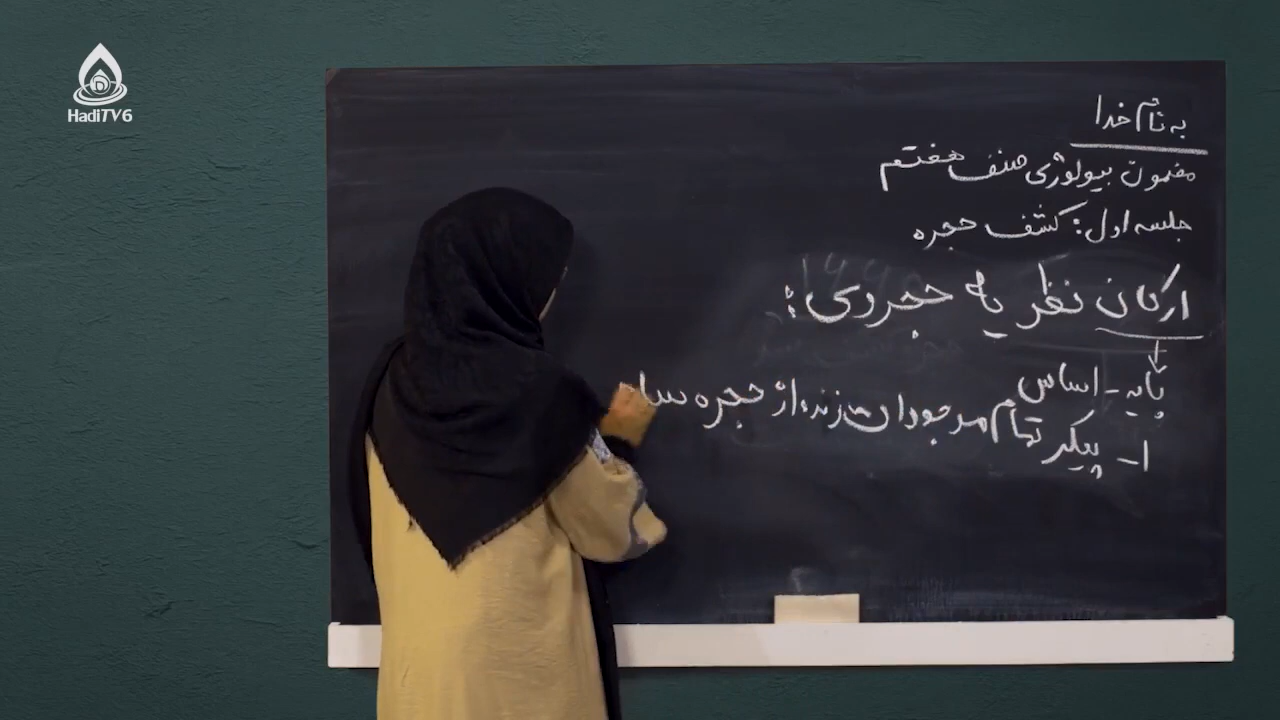 HadiTV6
به نام خدا
مضمون بیولوژی صنف هفتم
جلسه اول: کشف حجره
ارکان نظریه حجروی:
پایه - اساس
۱- پیکر تمام موجودات زنده از حجره سا